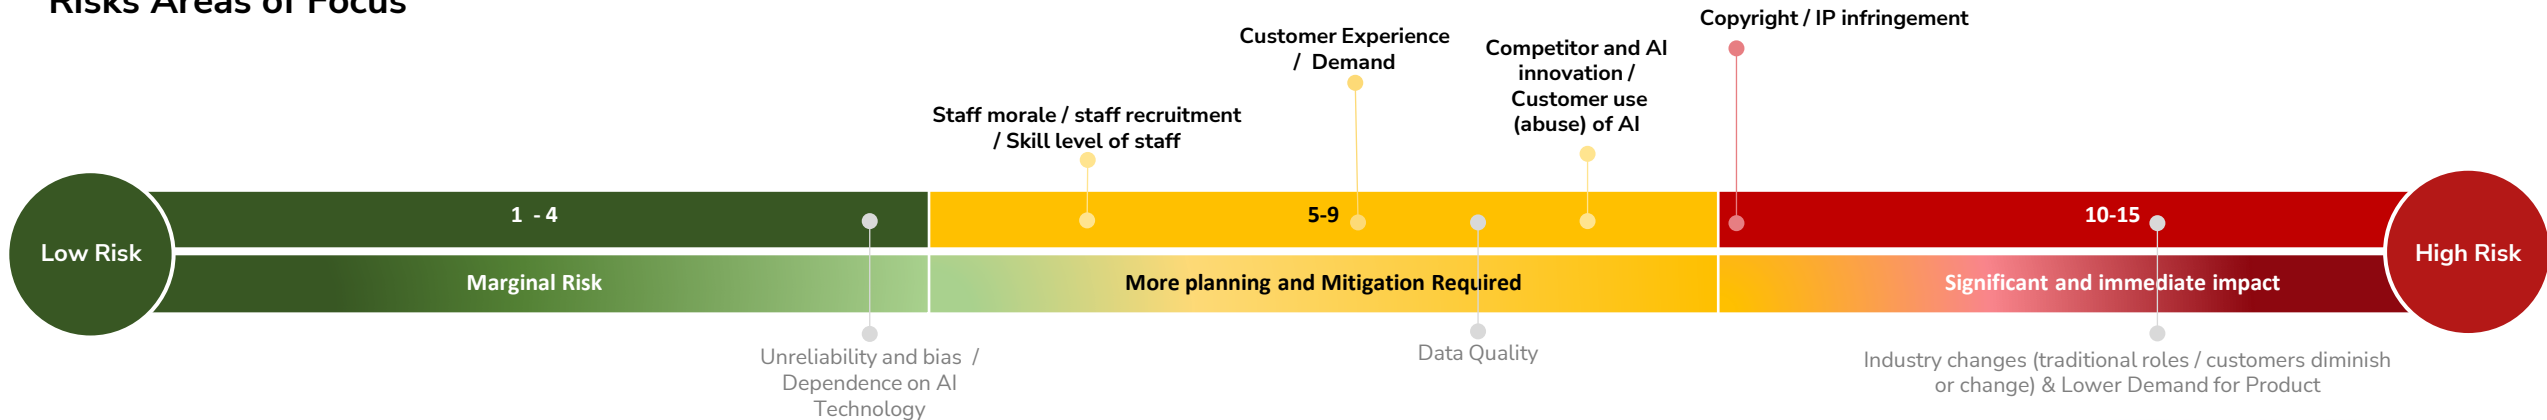 Risks Areas of Focus
Copyright / IP infringement
Customer Experience
/ Demand
Competitor and AI
innovation /
Customer use
(abuse) of AI
Staff morale / staff recruitment
/ Skill level of staff
1 - 4
5-9
10-15
Low Risk
High Risk
Marginal Risk
More planning and Mitigation Required
Significant and immediate impact
Unreliability and bias /
Dependence on AI
Technology
Data Quality
Industry changes (traditional roles / customers diminish
or change) & Lower Demand for Product